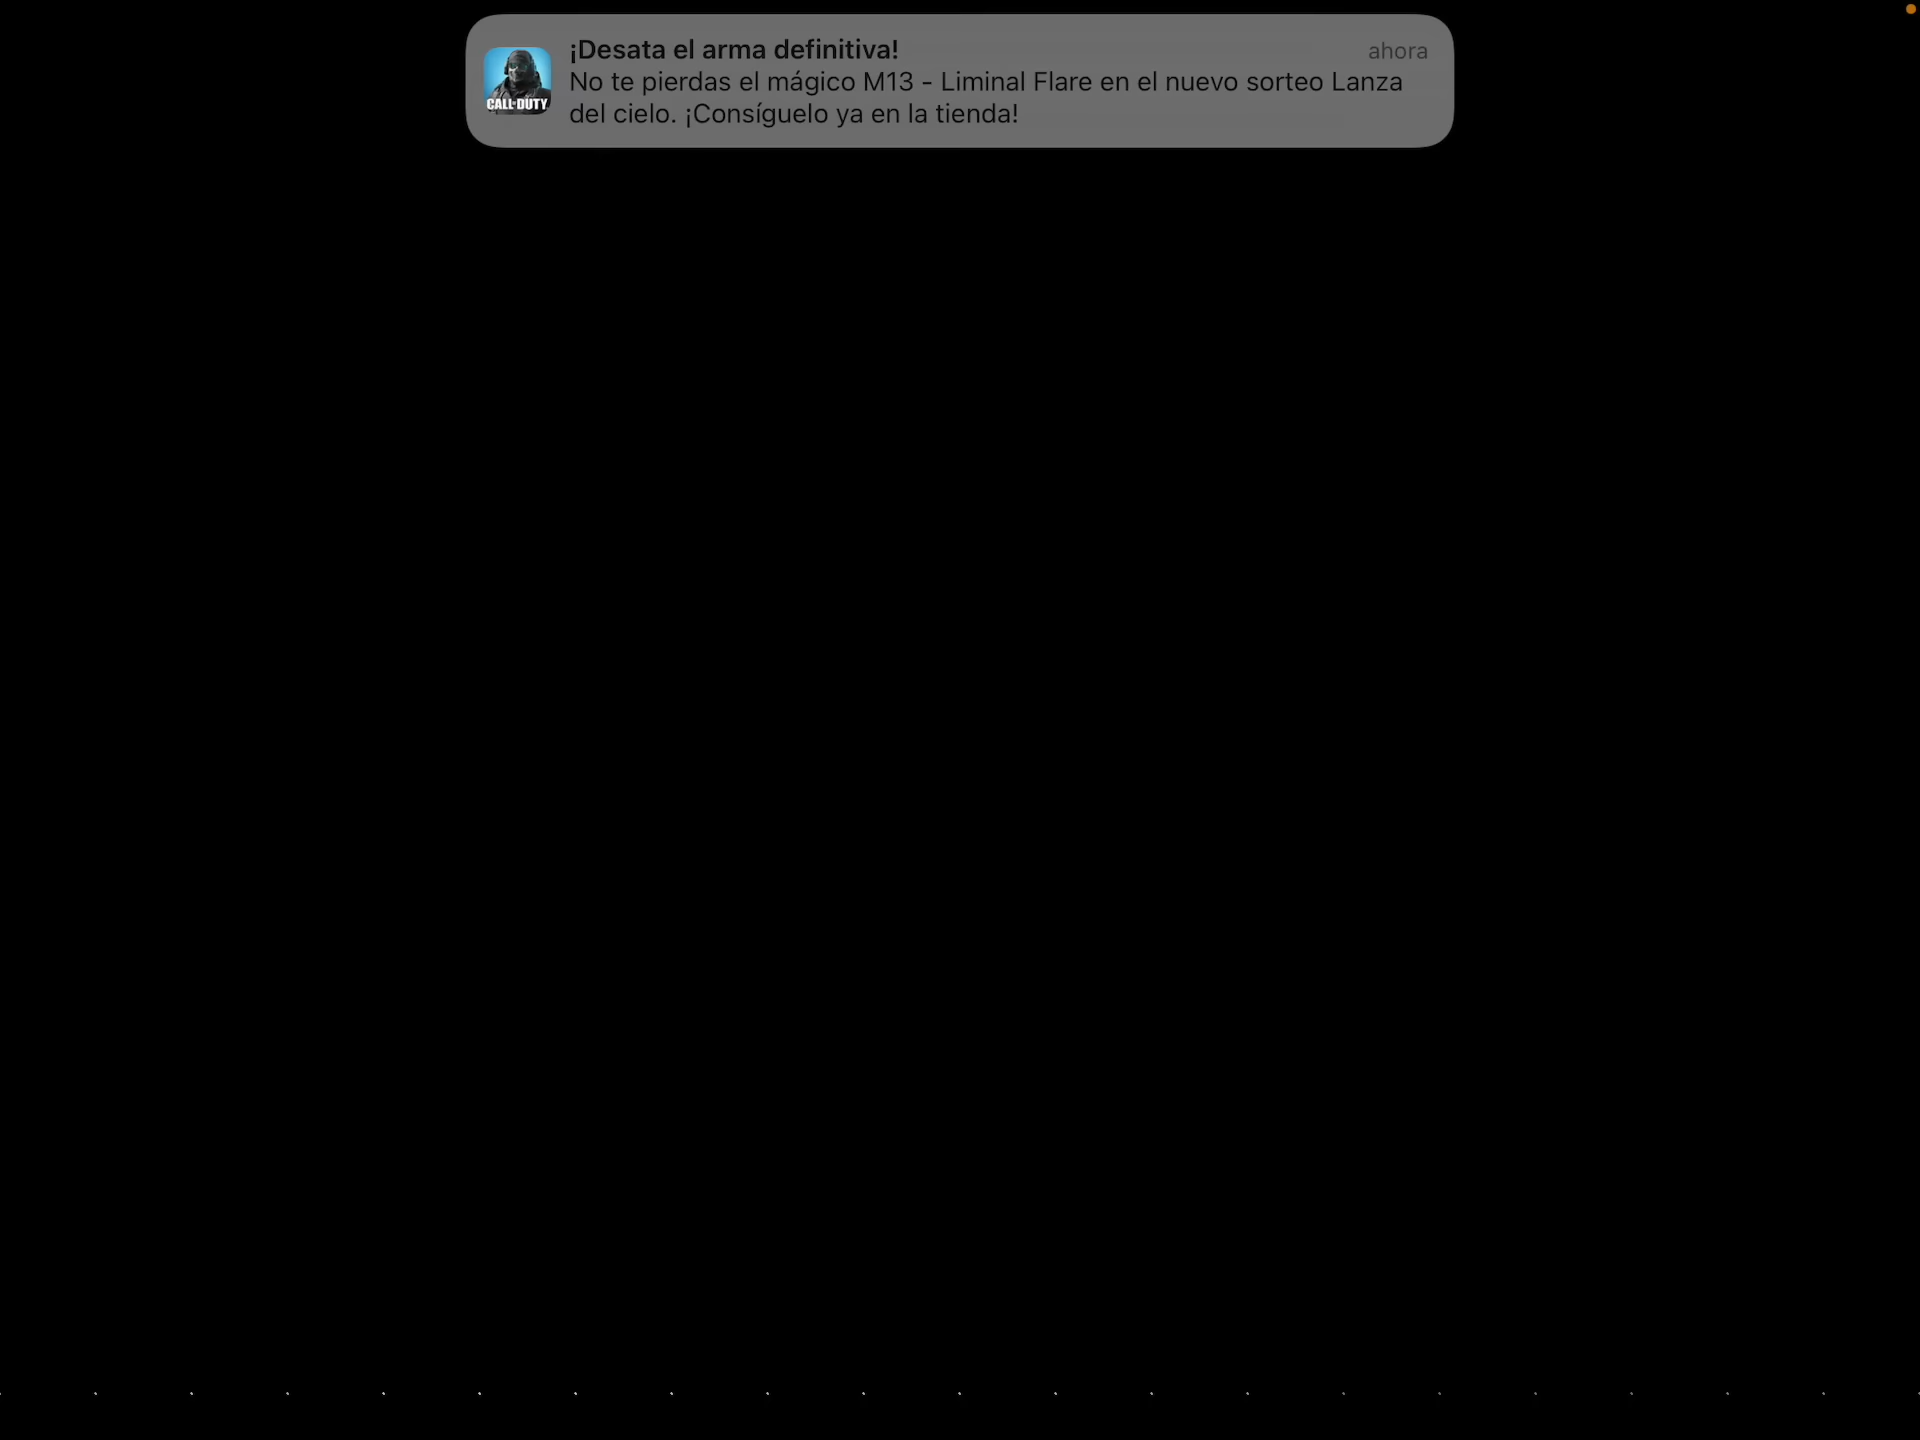 ¡Desata el arma definitiva!
ahora
No te pierdas el mágico M13 - Liminal Flare en el nuevo sorteo Lanza
del cielo. ¡Consíguelo ya en la tienda!
CALL OF DUTY